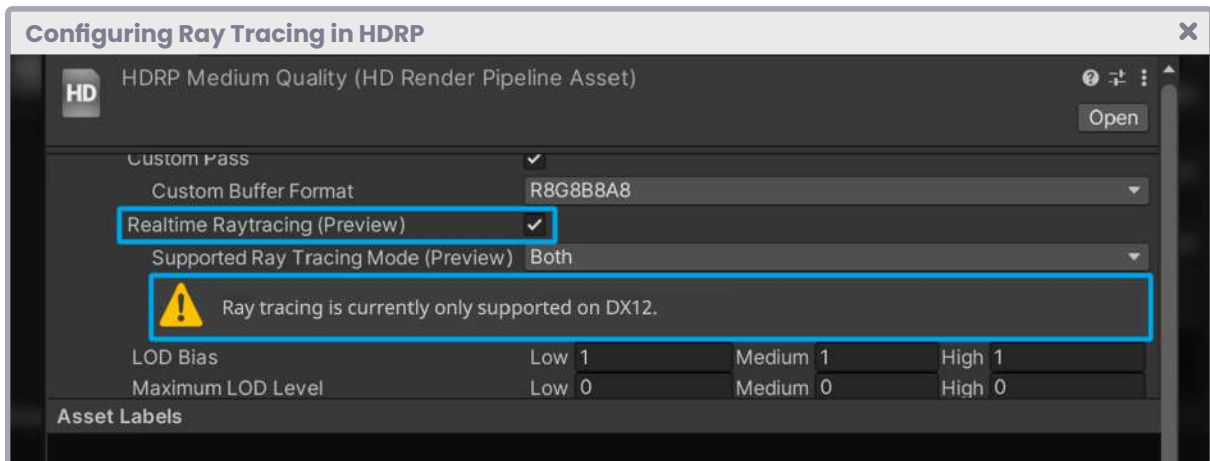 Configuring Ray Tracing in HDRP
HD HDRP Medium Quality (HD Render Pipeline Asset)
Open
Custom Pass
Custom Buffer Format R8G8B8A8
Realtime Raytracing (Preview)
Supported Ray Tracing Mode (Preview) Both
Ray tracing is currently only supported on DX12.
LOD Bias Low 1 Medium 1 High 1
Maximum LOD Level Low 0 Medium 0 High 0
Asset Labels